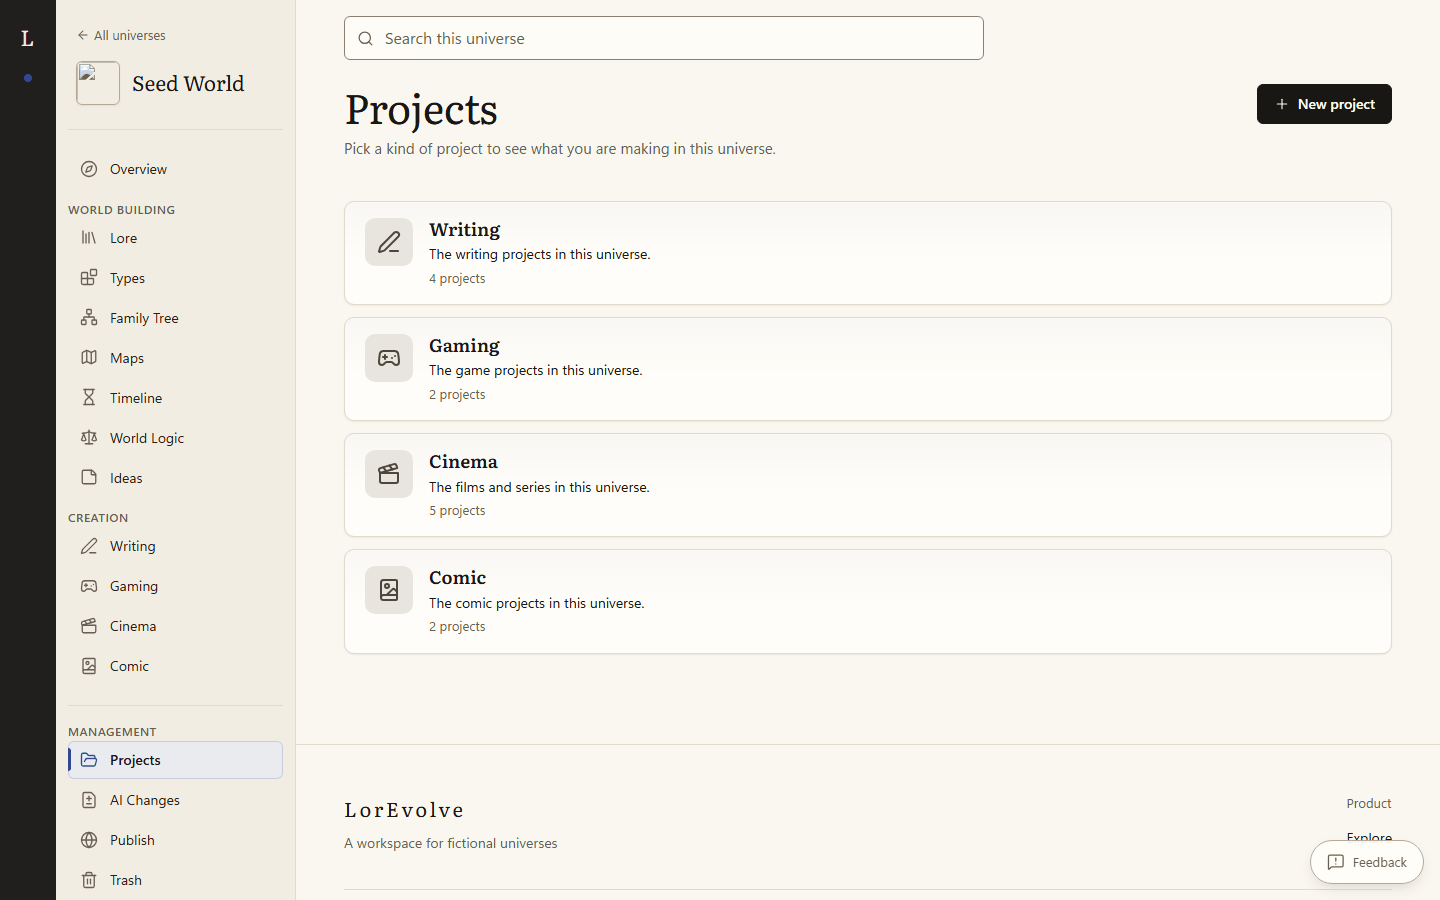 L
All universes
Seed World
Overview
WORLD BUILDING
Lore
Types
Family Tree
Maps
Timeline
World Logic
Ideas
CREATION
Writing
Gaming
Cinema
Comic
MANAGEMENT
Projects
AI Changes
Publish
Trash
Search this universe
Projects
New project
Pick a kind of project to see what you are making in this universe.
Writing
The writing projects in this universe.
4 projects
Gaming
The game projects in this universe.
2 projects
Cinema
The films and series in this universe.
5 projects
Comic
The comic projects in this universe.
2 projects
LorEvolve
A workspace for fictional universes
Product
Explore
Feedback